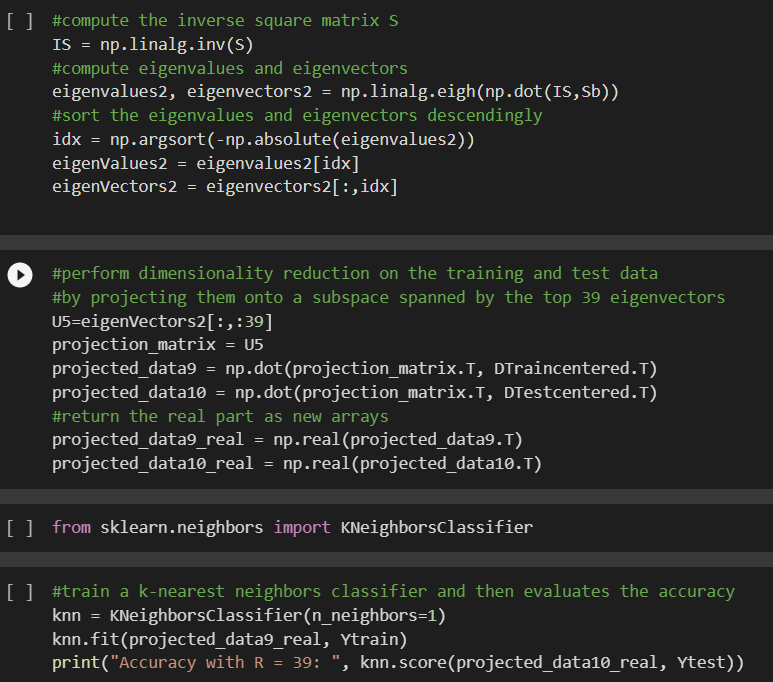 [ ] #compute the inverse square matrix S
IS = np.linalg.inv(S)
#compute eigenvalues and eigenvectors
eigenvalues2, eigenvectors2 = np.linalg.eigh(np.dot(IS,Sb))
#sort the eigenvalues and eigenvectors descendingly
idx = np.argsort(-np.absolute(eigenvalues2))
eigenValues2 = eigenvalues2[idx]
eigenVectors2 = eigenvectors2[:,idx]
#perform dimensionality reduction on the training and test data
#by projecting them onto a subspace spanned by the top 39 eigenvectors
U5=eigenVectors2[:,:39]
projection_matrix = U5
projected_data9 = np.dot(projection_matrix.T, DTraincentered.T)
projected_data10 = np.dot(projection_matrix.T, DTestcentered.T)
#return the real part as new arrays
projected_data9_real = np.real(projected_data9.T)
projected_data10_real = np.real(projected_data10.T)
[ ] from sklearn.neighbors import KNeighborsClassifier
[ ] #train a k-nearest neighbors classifier and then evaluates the accuracy
knn = KNeighborsClassifier(n_neighbors=1)
knn.fit(projected_data9_real, Ytrain)
print("Accuracy with R = 39: ", knn.score(projected_data10_real, Ytest))